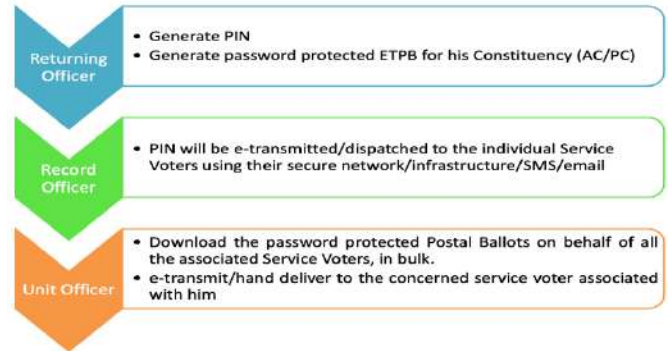 Returning
Officer
• Generate PIN
• Generate password protected ETPB for his Constituency (AC/PC)
Record
Officer
• PIN will be e-transmitted/dispatched to the individual Service
Voters using their secure network/infrastructure/SMS/email
Unit Officer
• Download the password protected Postal Ballots on behalf of all
the associated Service Voters, in bulk.
• e-transmit/hand deliver to the concerned service voter associated
with him